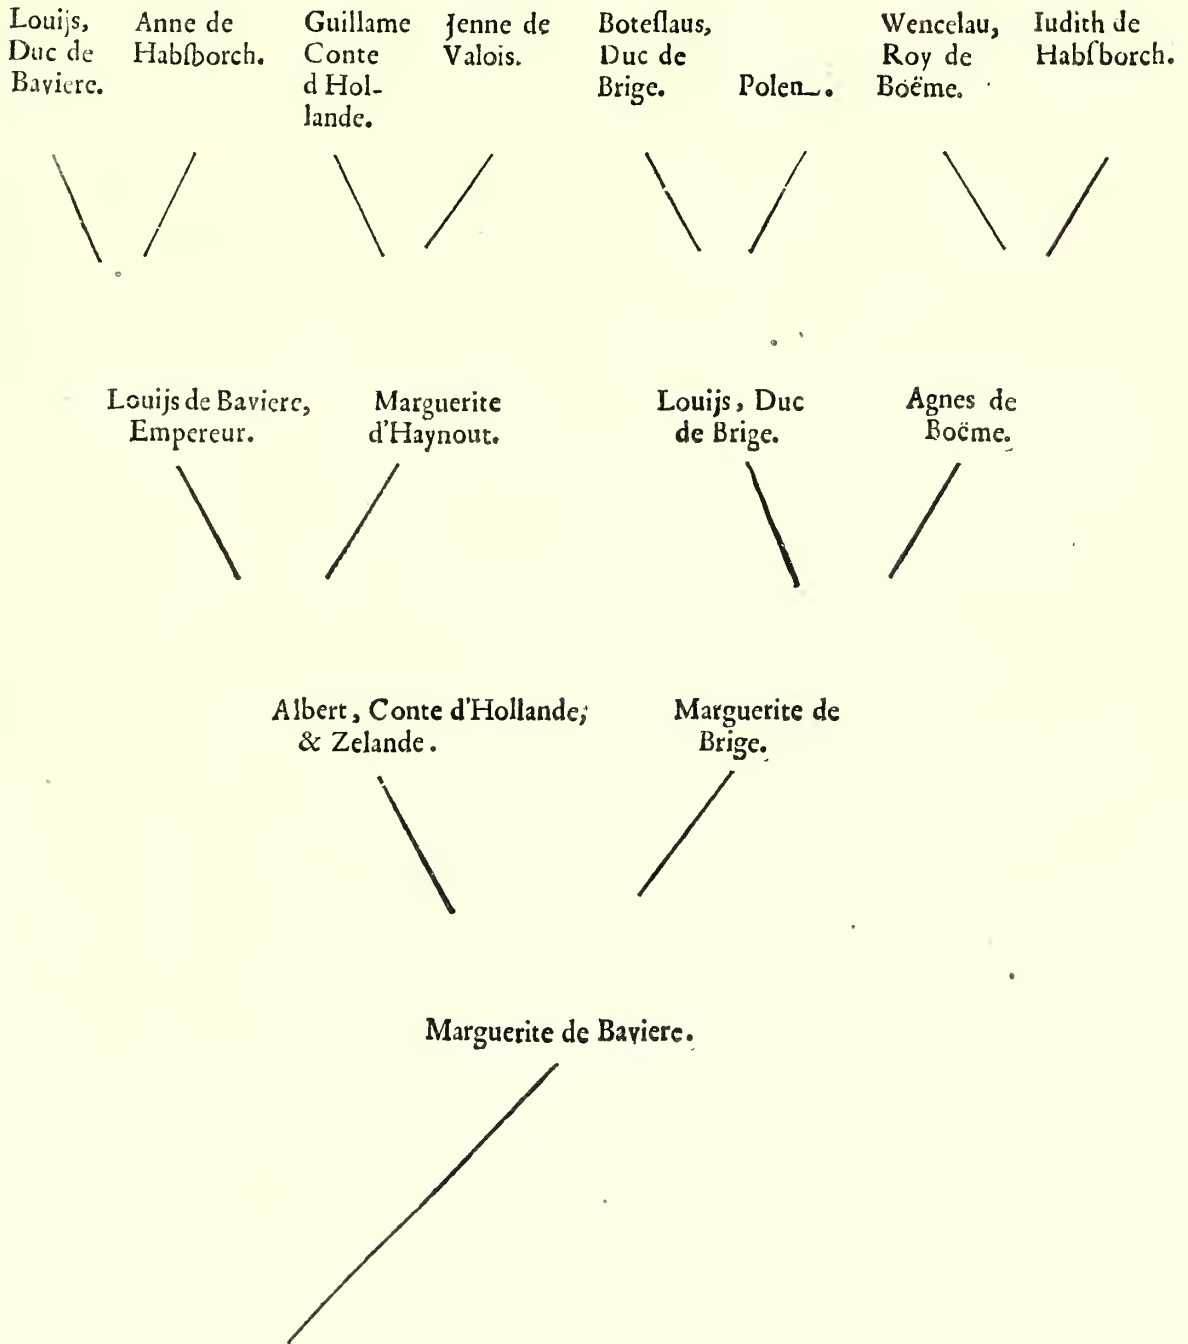 Louijs,
Duc de
Baviere.
Anne de
Habſborch.
Guillame
Conte
d Hol-
lande.
Jenne de
Valois.
Boteſlaus,
Duc de
Brige.
Polen—.
Wencelau,
Roy de
Boëme.
Iudith de
Habſborch.
Louijs de Baviere,
Empereur.
Marguerite
d'Haynout.
Louijs, Duc
de Brige.
Agnes de
Boëme.
Albert, Conte d'Hollande,
& Zelande.
Marguerite de
Brige.
Marguerite de Baviere.